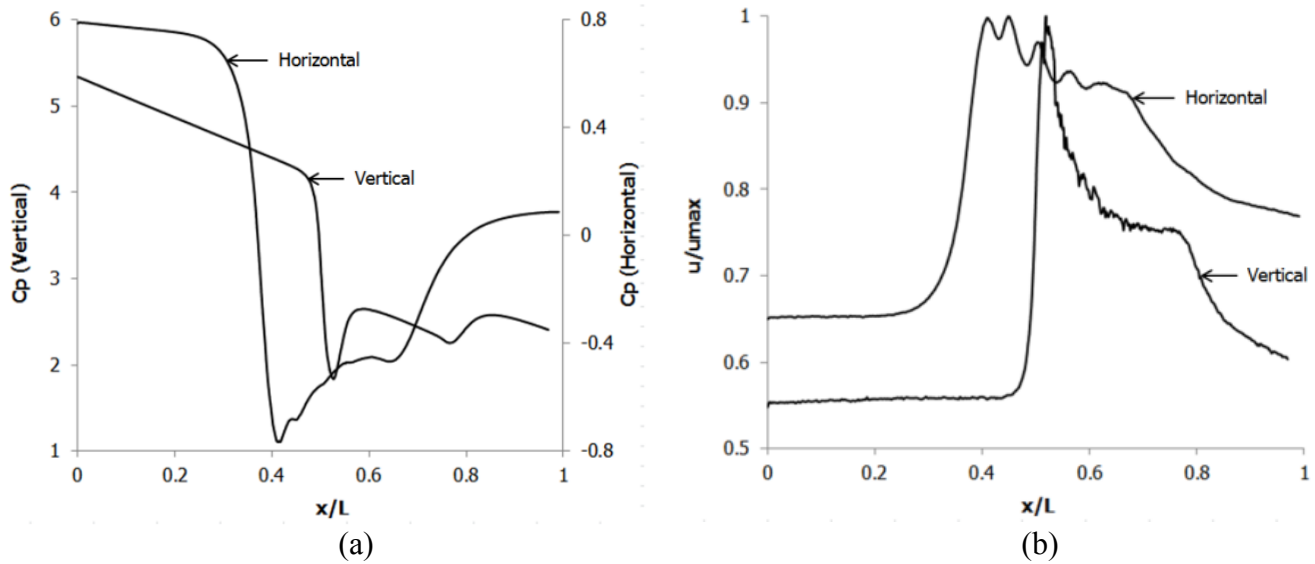 6
5
4
3
2
1
Cp (Vertical)
0.8
0.4
0
-0.4
-0.8
Cp (Horizontal)
Horizontal
Vertical
0
0.2
0.4
0.6
0.8
1
x/L
(a)
1
0.9
0.8
0.7
0.6
0.5
u/umax
Horizontal
Vertical
0
0.2
0.4
0.6
0.8
1
x/L
(b)